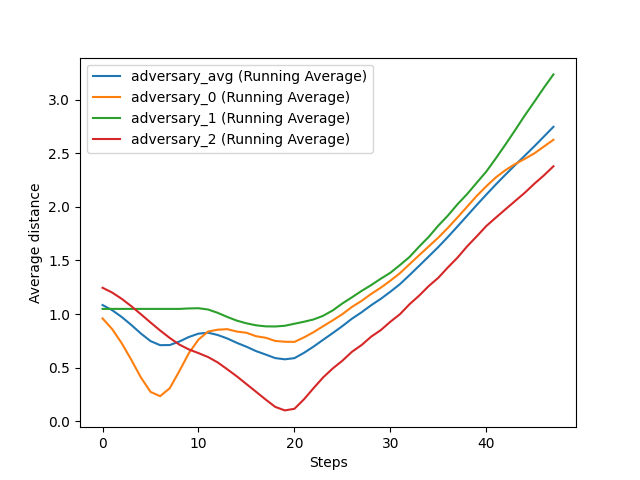 adversary_avg (Running Average)
adversary_0 (Running Average)
adversary_1 (Running Average)
adversary_2 (Running Average)
3.0
2.5
2.0
1.5
1.0
0.5
0.0
Average distance
0 10 20 30 40
Steps